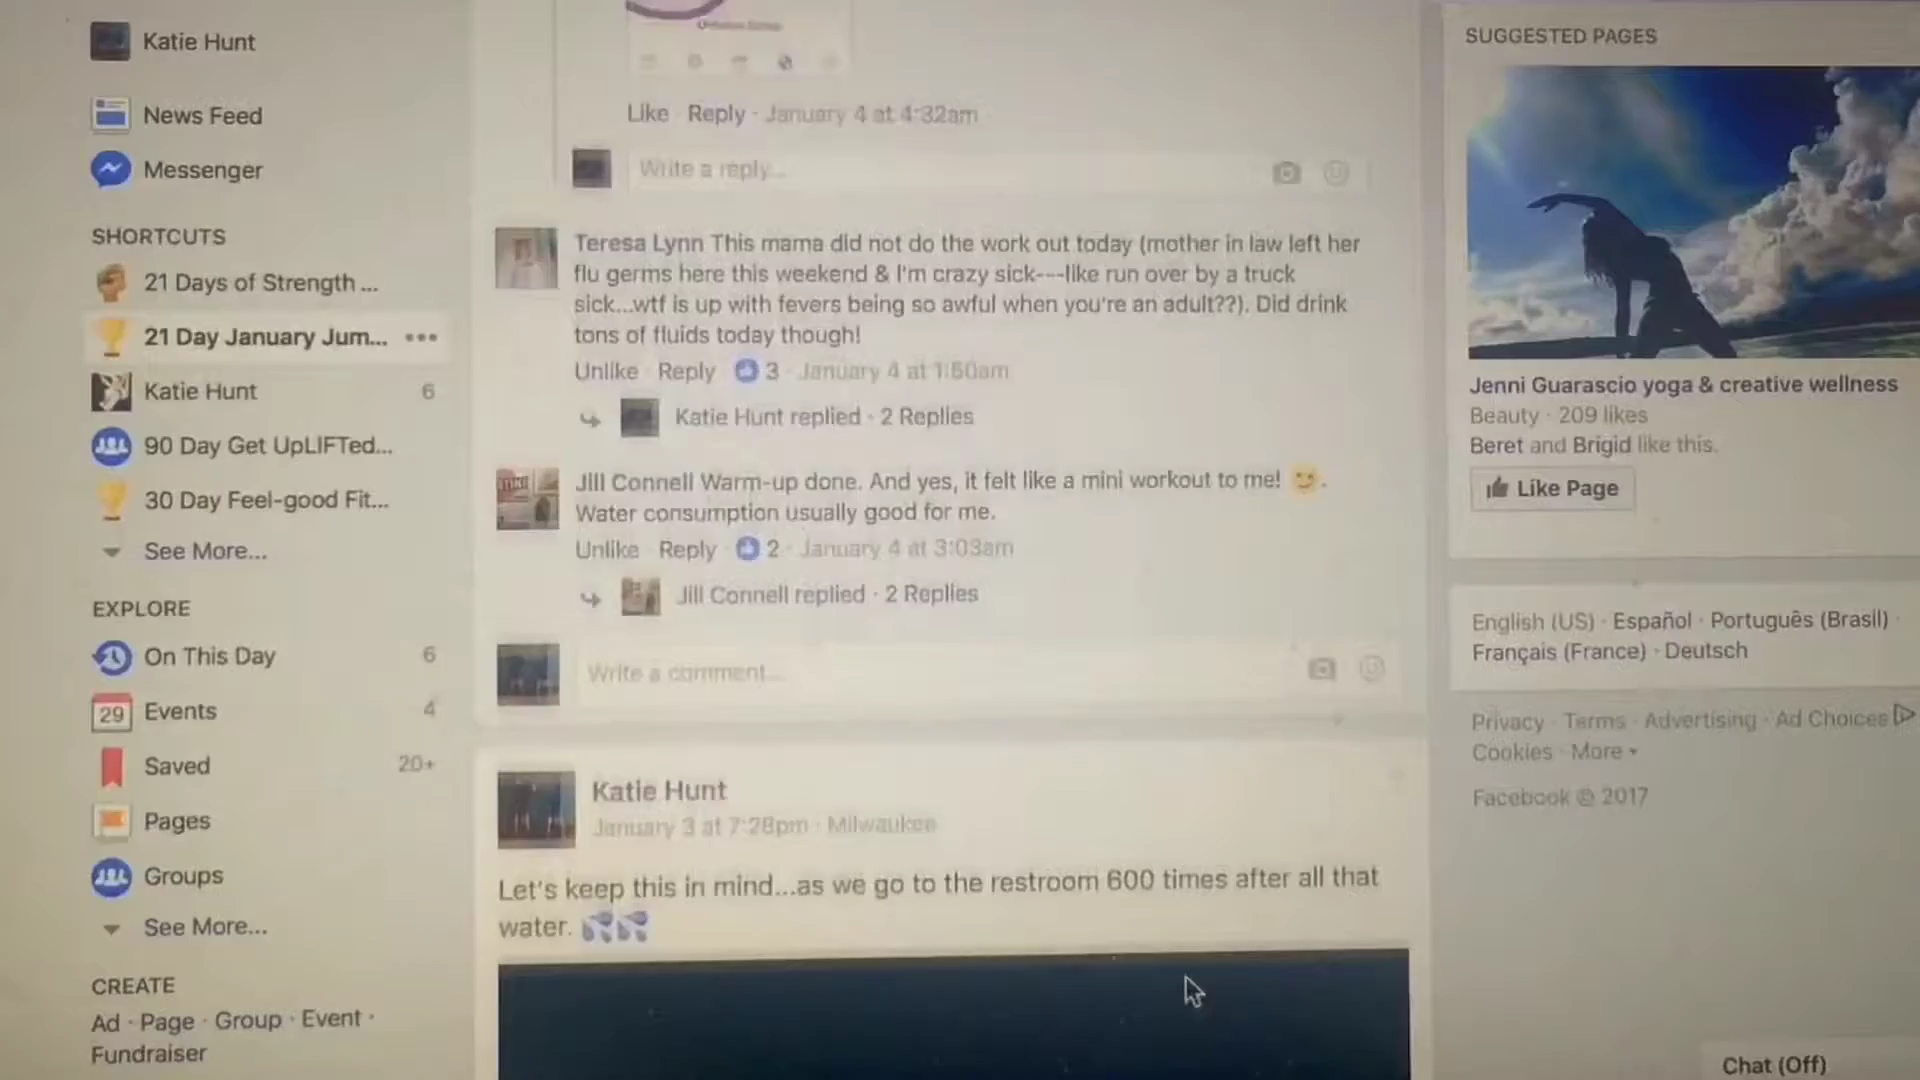 Katie Hunt
News Feed
Messenger
SHORTCUTS
21 Days of Strength ...
21 Day January Jum...
Katie Hunt 6
90 Day Get UpLIFTed...
30 Day Feel-good Fit...
See More...
EXPLORE
On This Day 6
29 Events 4
Saved 20+
Pages
Groups
See More...
CREATE
Ad · Page · Group · Event ·
Fundraiser
Like · Reply · January 4 at 4:32am
Write a reply...
Teresa Lynn This mama did not do the work out today (mother in law left her
flu germs here this weekend & I'm crazy sick---like run over by a truck
sick...wtf is up with fevers being so awful when you're an adult??). Did drink
tons of fluids today though!
Unlike · Reply · 3 · January 4 at 1:50am
Katie Hunt replied · 2 Replies
Jill Connell Warm-up done. And yes, it felt like a mini workout to me! 😉.
Water consumption usually good for me.
Unlike · Reply · 2 · January 4 at 3:03am
Jill Connell replied · 2 Replies
Write a comment...
Katie Hunt
January 3 at 7:28pm · Milwaukee
Let's keep this in mind...as we go to the restroom 600 times after all that
water. 💦💦
SUGGESTED PAGES
Jenni Guarascio yoga & creative wellness
Beauty · 209 likes
Beret and Brigid like this.
Like Page
English (US) · Español · Português (Brasil) ·
Français (France) · Deutsch
Privacy · Terms · Advertising · Ad Choices
Cookies · More
Facebook © 2017
Chat (Off)